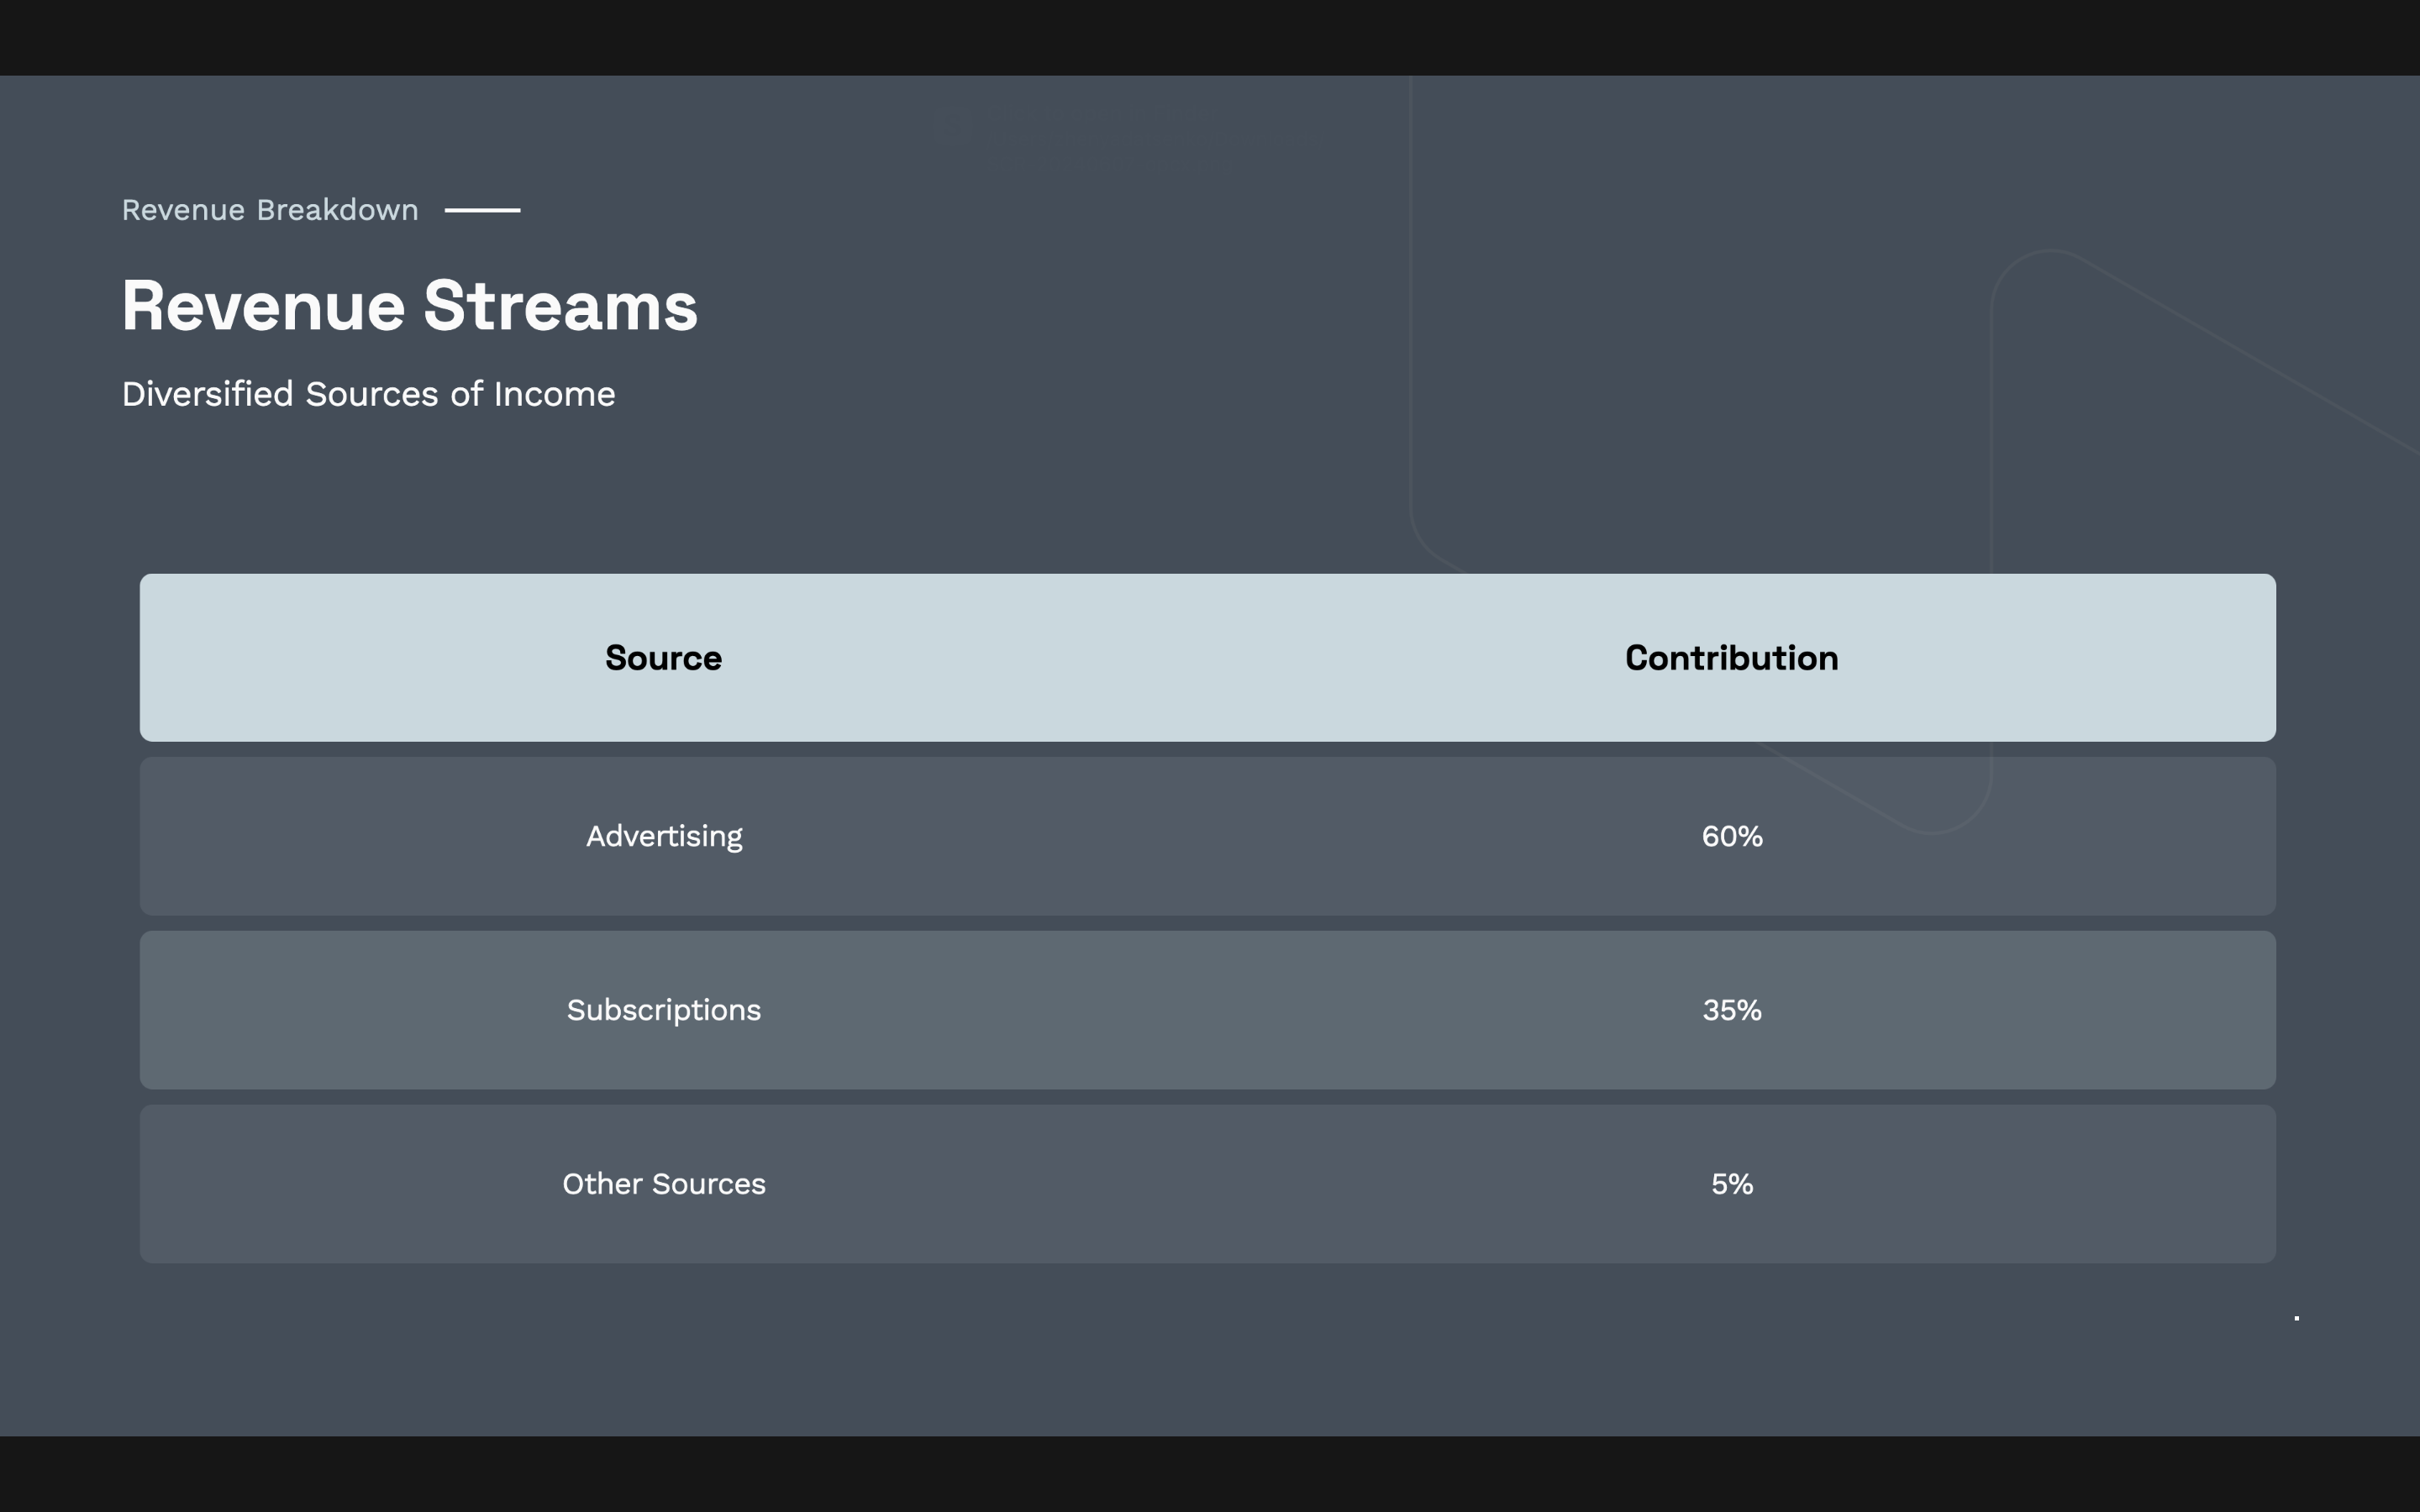 Revenue Breakdown
Revenue Streams
Diversified Sources of Income
Source Contribution
Advertising 60%
Subscriptions 35%
Other Sources 5%